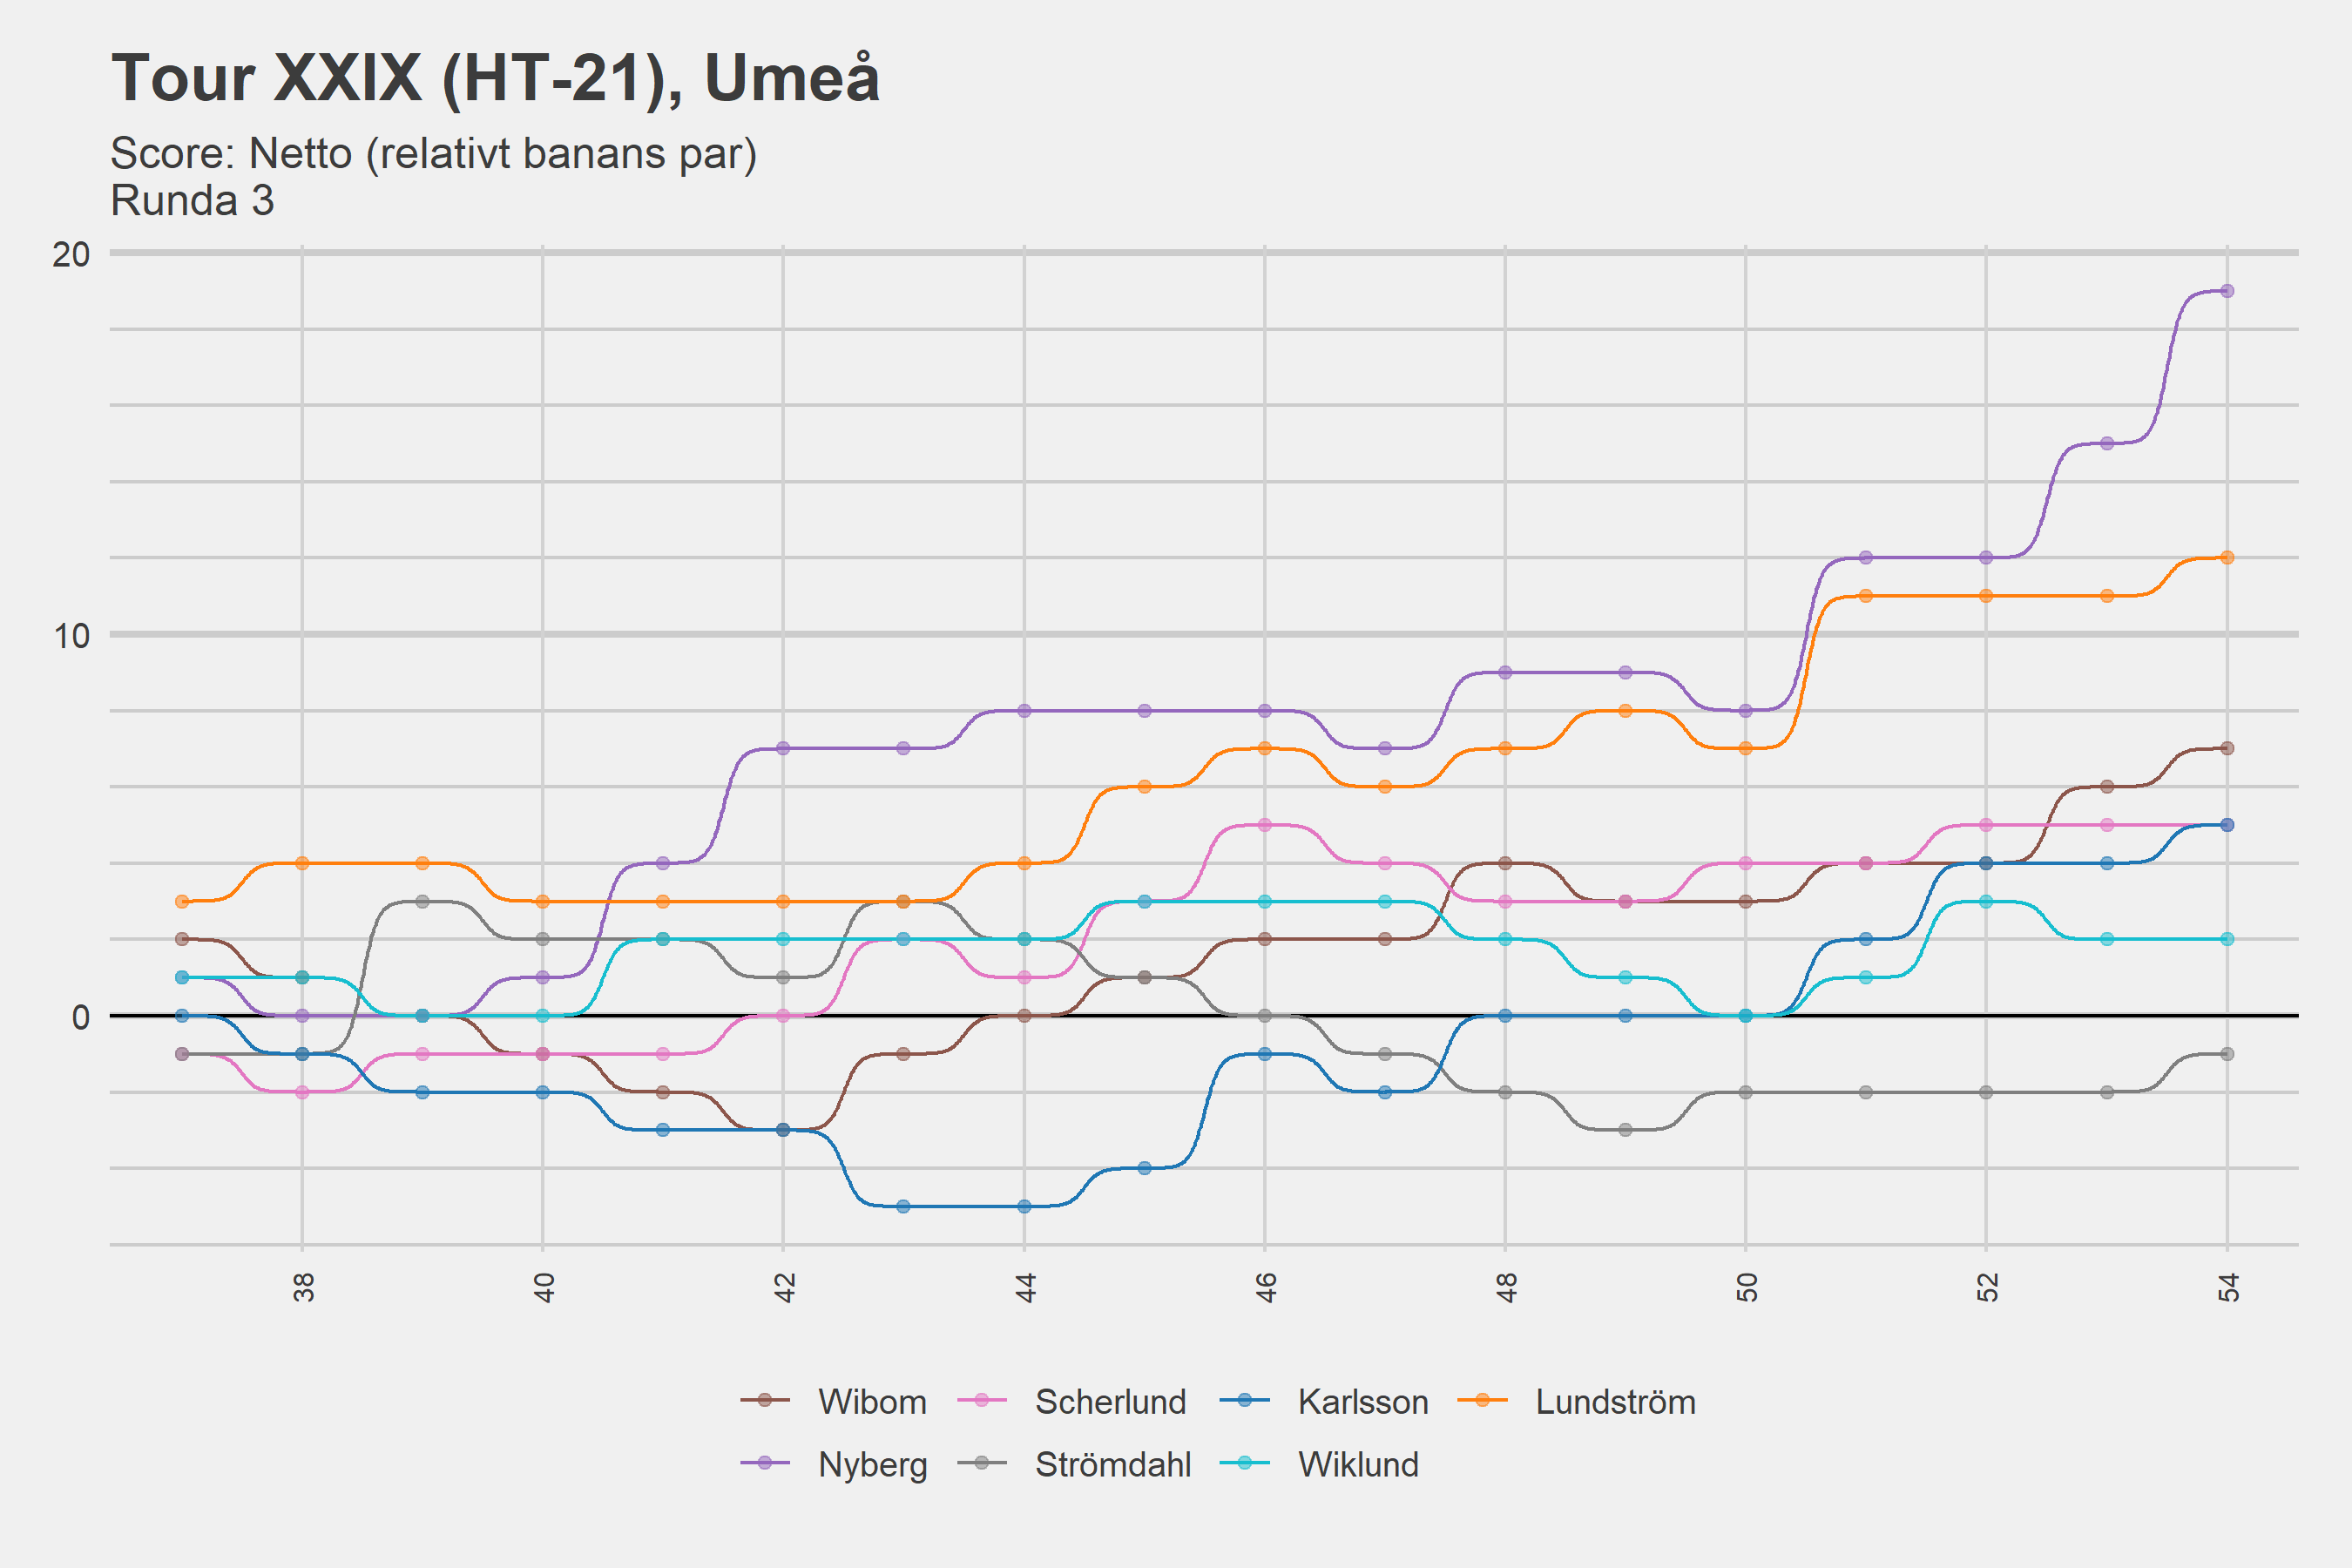 Tour XXIX (HT-21), Umeå
Score: Netto (relativt banans par)
Runda 3
20
10
0
38 40 42 44 46 48 50 52 54
Wibom Scherlund Karlsson Lundström
Nyberg Strömdahl Wiklund